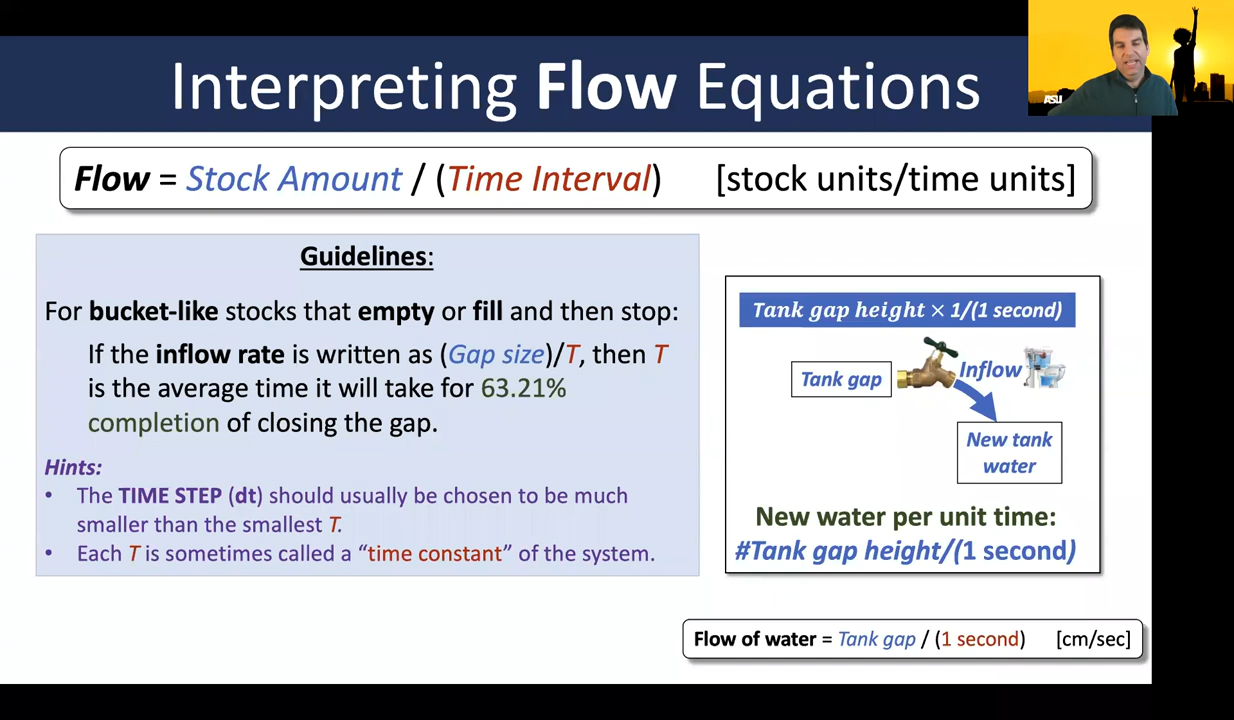 Interpreting Flow Equations
ASU
Flow = Stock Amount / (Time Interval) [stock units/time units]
Guidelines:
For bucket-like stocks that empty or fill and then stop:
If the inflow rate is written as (Gap size)/T, then T
is the average time it will take for 63.21%
completion of closing the gap.
Hints:
• The TIME STEP (dt) should usually be chosen to be much
smaller than the smallest T.
• Each T is sometimes called a “time constant” of the system.
Tank gap height × 1/(1 second)
Tank gap
Inflow
New tank
water
New water per unit time:
#Tank gap height/(1 second)
Flow of water = Tank gap / (1 second) [cm/sec]